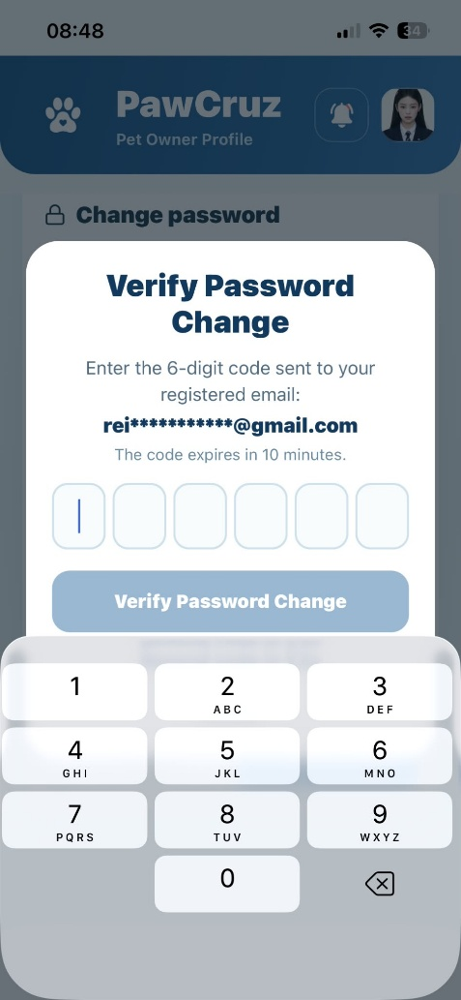 08:48
34
PawCruz
Pet Owner Profile
Change password
Verify Password
Change
Enter the 6-digit code sent to your
registered email:
rei***********@gmail.com
The code expires in 10 minutes.
Verify Password Change
1
2
ABC
3
DEF
4
GHI
5
JKL
6
MNO
7
PQRS
8
TUV
9
WXYZ
0